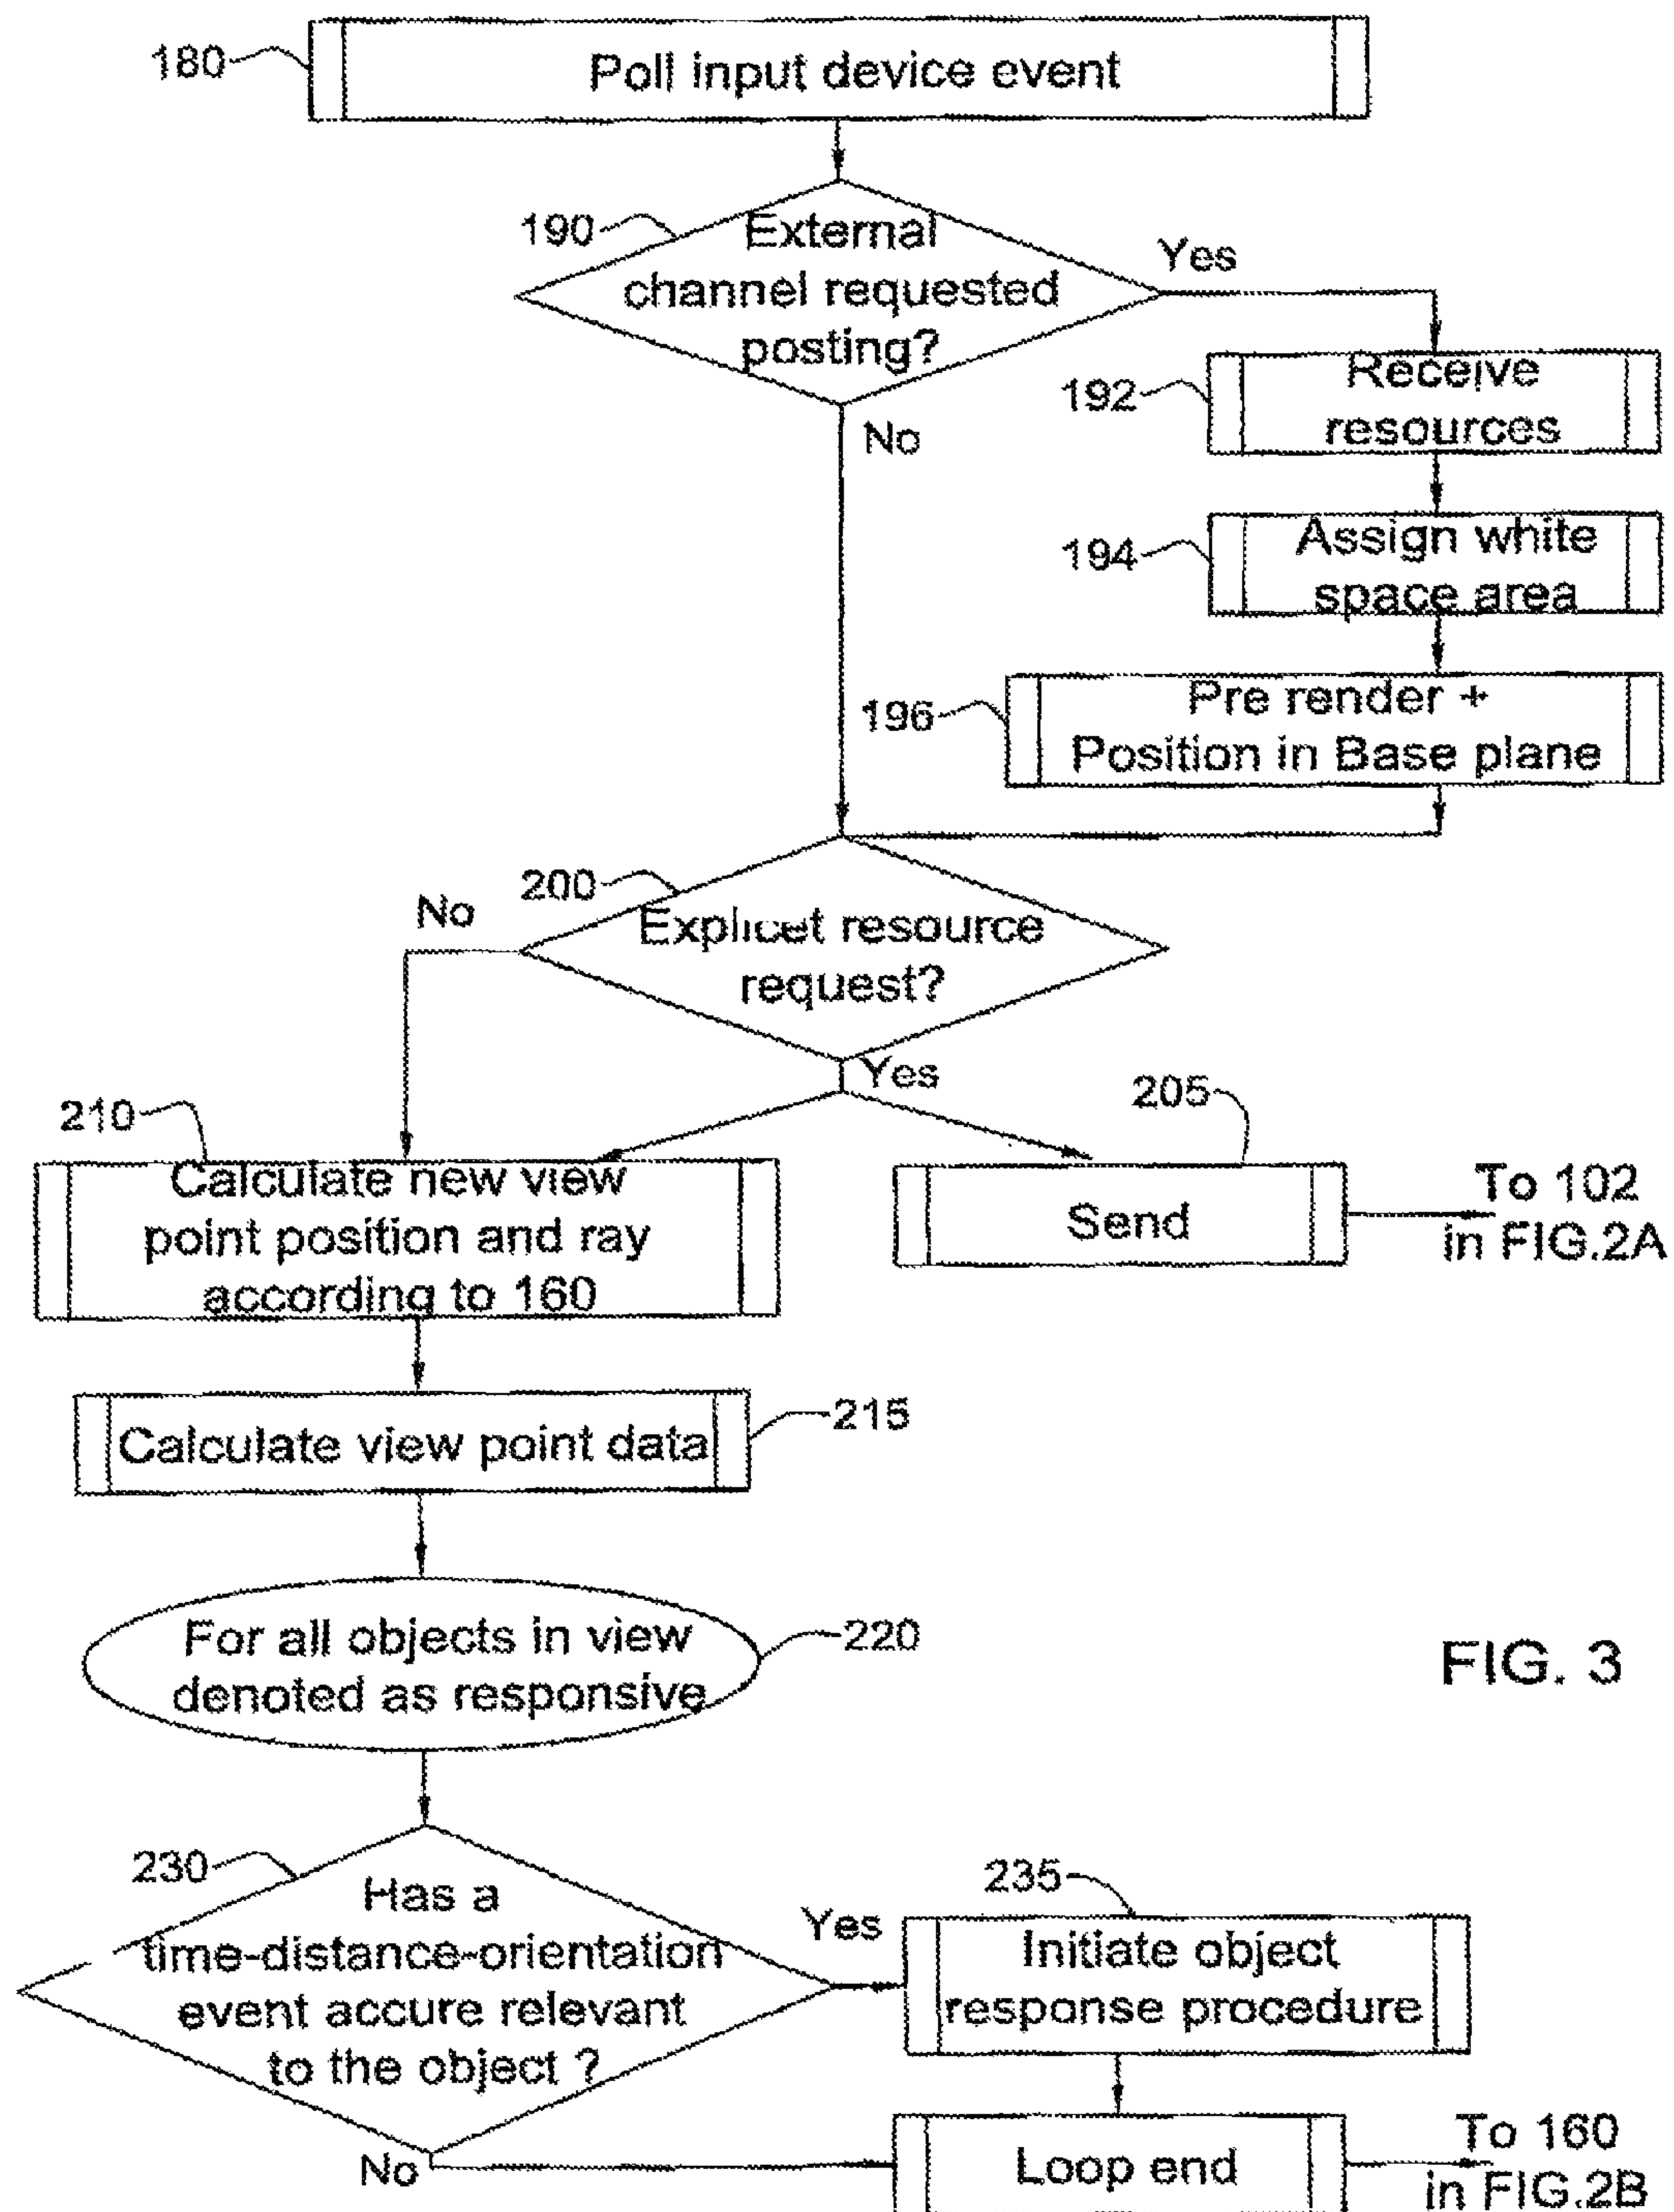 180
Poll input device event
190
External
channel requested
posting?
Yes
No
192
Receive
resources
194
Assign white
space area
196
Pre render +
Position in Base plane
200
No
Explicet resource
request?
Yes
205
210
Calculate new view
point position and ray
according to 160
Send
To 102
in FIG.2A
Calculate view point data
215
For all objects in view
denoted as responsive
220
FIG. 3
230
Has a
time-distance-orientation
event accure relevant
to the object ?
Yes
235
Initiate object
response procedure
No
Loop end
To 160
in FIG.2B